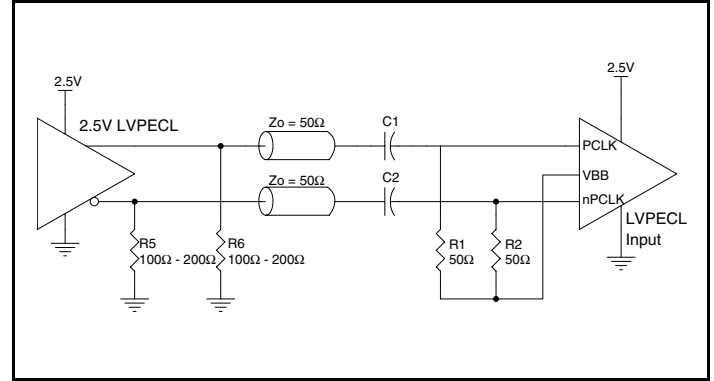 2.5V
2.5V
2.5V LVPECL
Zo = 50Ω
C1
PCLK
Zo = 50Ω
C2
VBB
nPCLK
LVPECL
Input
R5
100Ω - 200Ω
R6
100Ω - 200Ω
R1
50Ω
R2
50Ω